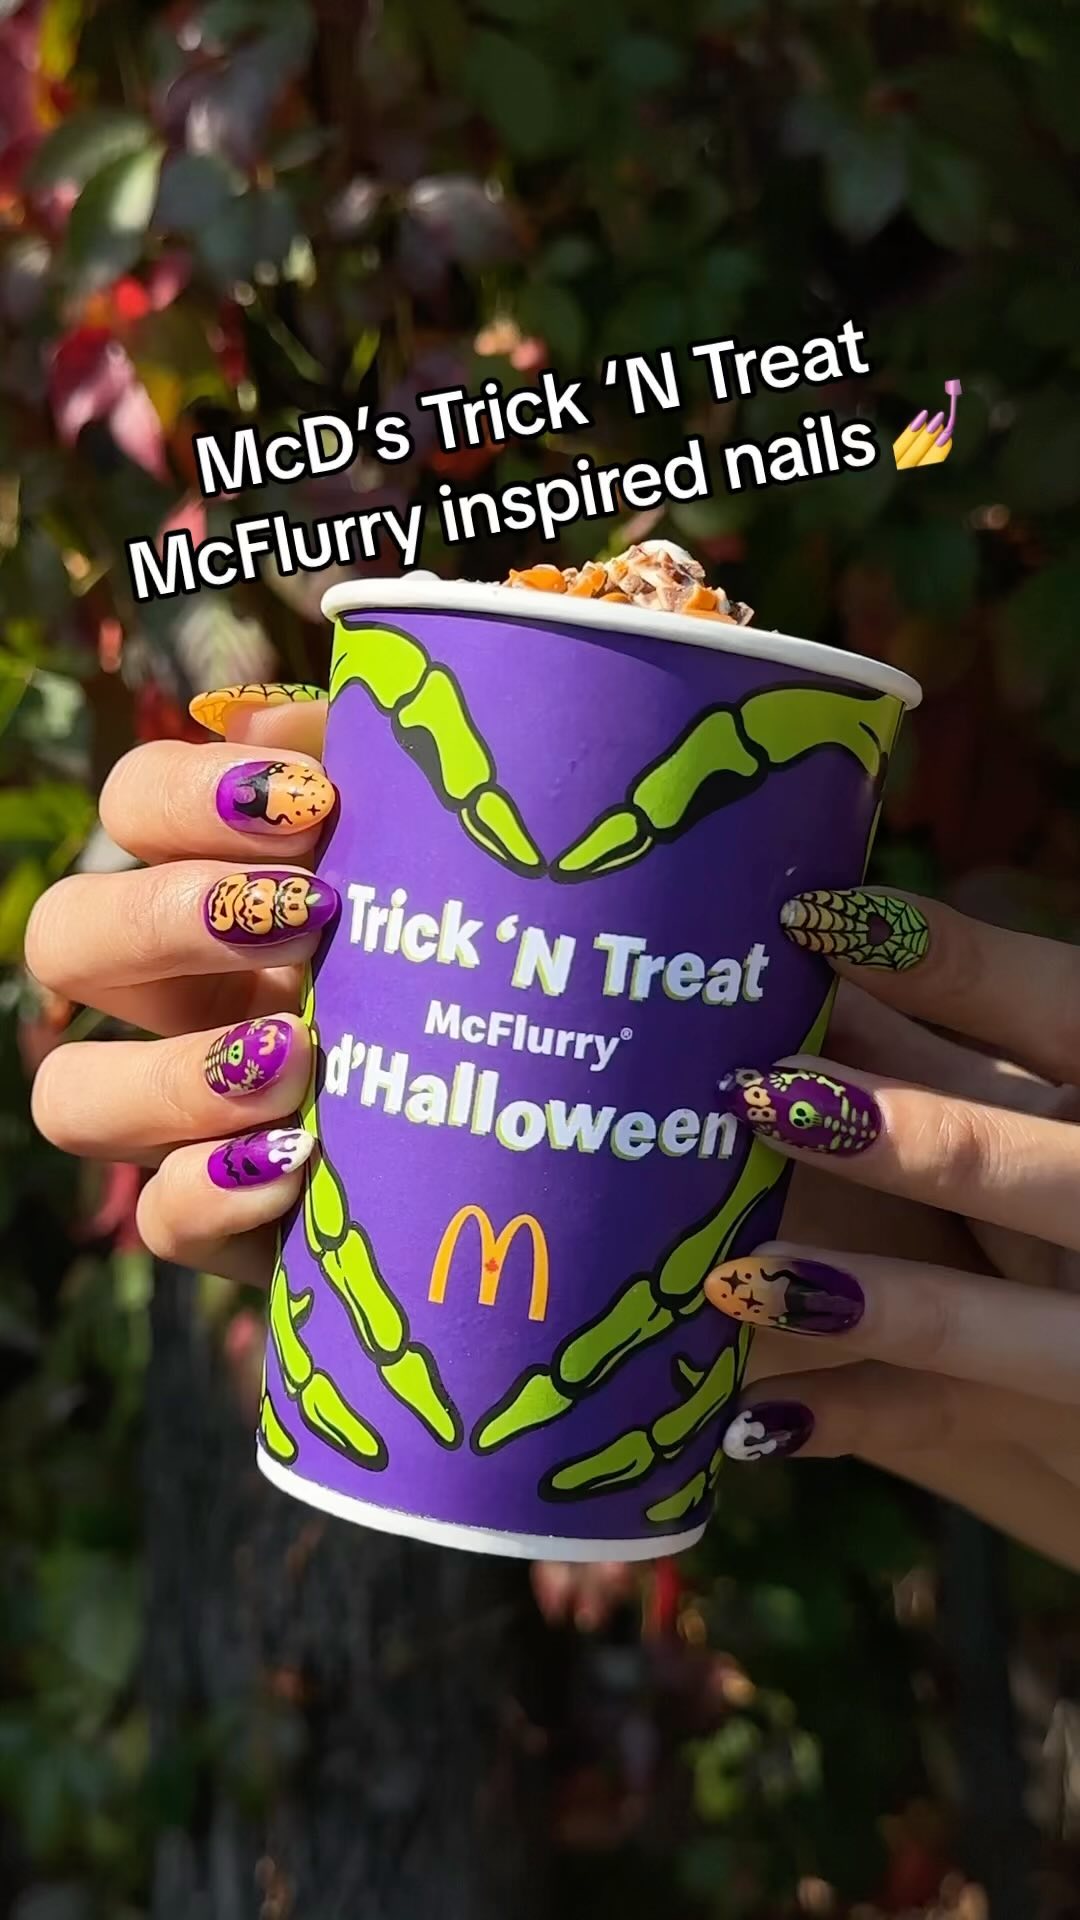 McD’s Trick ‘N Treat
McFlurry inspired nails 💅
Trick ‘N Treat
McFlurry®
d’Halloween